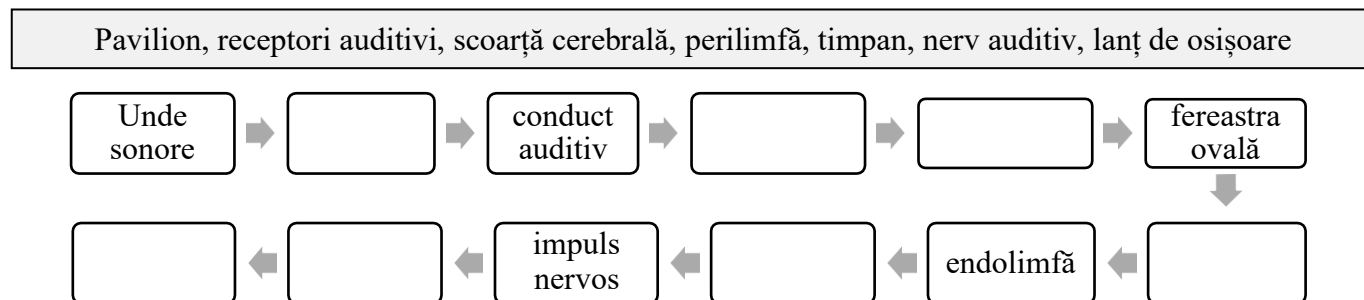 Pavilion, receptori auditivi, scoarță cerebrală, perilimfă, timpan, nerv auditiv, lanț de osișoare
Unde
sonore
conduct
auditiv
fereastra
ovală
impuls
nervos
endolimfă